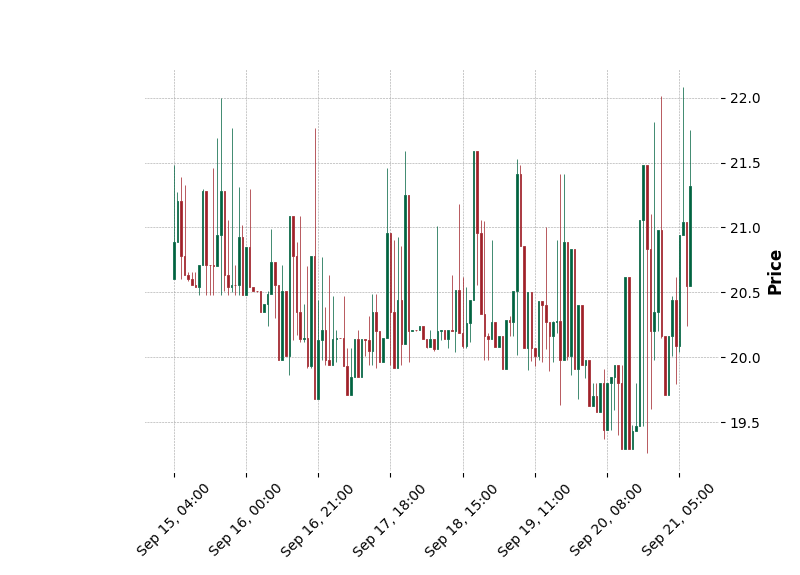 22.0
21.5
21.0
20.5
20.0
19.5
Price
Sep 15, 04:00
Sep 16, 00:00
Sep 16, 21:00
Sep 17, 18:00
Sep 18, 15:00
Sep 19, 11:00
Sep 20, 08:00
Sep 21, 05:00